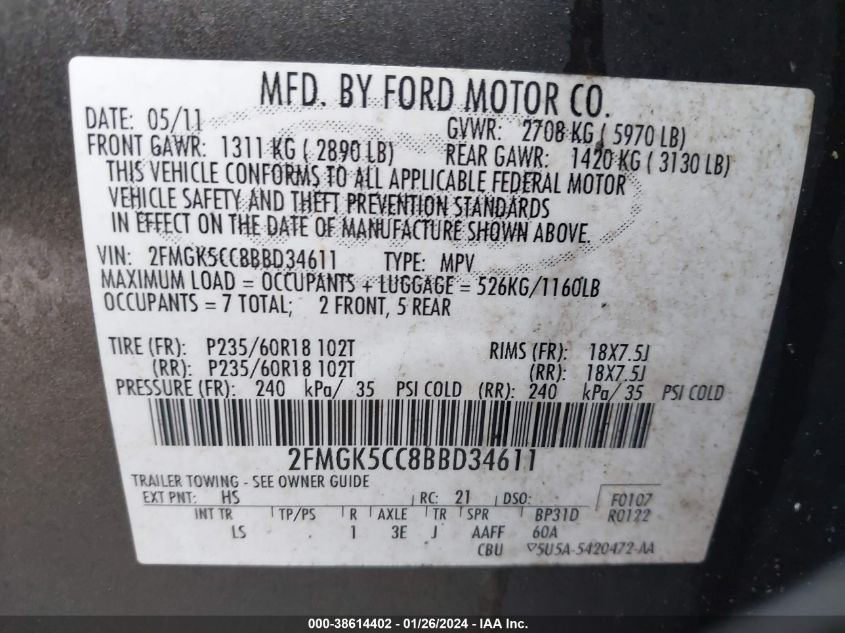 MFD. BY FORD MOTOR CO.
DATE: 05/11 GVWR: 2708 KG ( 5970 LB)
FRONT GAWR: 1311 KG ( 2890 LB) REAR GAWR: 1420 KG ( 3130 LB)
THIS VEHICLE CONFORMS TO ALL APPLICABLE FEDERAL MOTOR
VEHICLE SAFETY AND THEFT PREVENTION STANDARDS
IN EFFECT ON THE DATE OF MANUFACTURE SHOWN ABOVE.
VIN: 2FMGK5CC8BBD34611 TYPE: MPV
MAXIMUM LOAD = OCCUPANTS + LUGGAGE = 526KG/1160LB
OCCUPANTS = 7 TOTAL; 2 FRONT, 5 REAR
TIRE (FR): P235/60R18 102T RIMS (FR): 18X7.5J
(RR): P235/60R18 102T (RR): 18X7.5J
PRESSURE (FR): 240 kPa/ 35 PSI COLD (RR): 240 kPa/ 35 PSI COLD
2FMGK5CC8BBD34611
TRAILER TOWING - SEE OWNER GUIDE
EXT PNT: HS RC: 21 DSO: F0107
INT TR TP/PS R AXLE TR SPR BP31D R0122
LS 1 3E J AAFF 60A
CBU 5U5A-5420472-AA
000-38614402 - 01/26/2024 - IAA Inc.